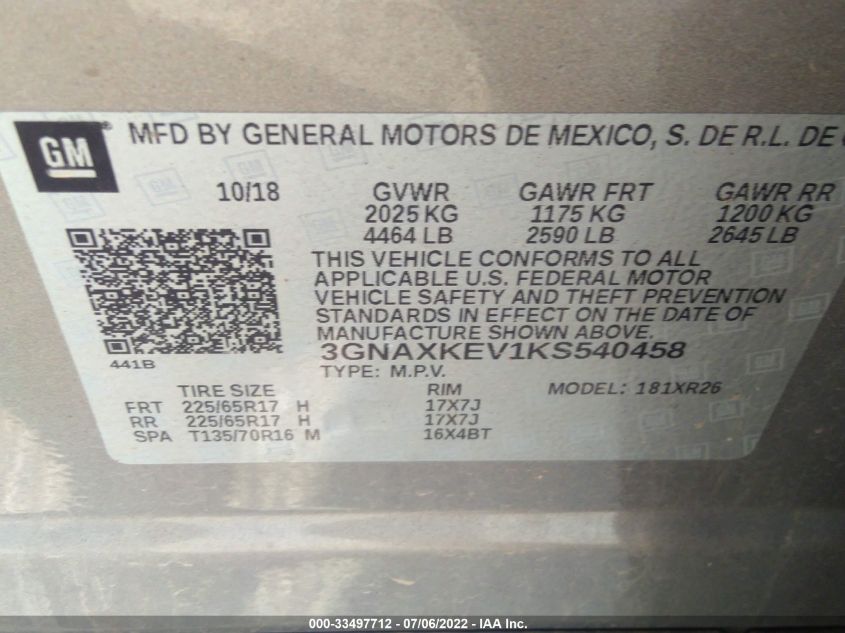 GM ® MFD BY GENERAL MOTORS DE MEXICO, S. DE R.L. DE
10/18 GVWR GAWR FRT GAWR RR
2025 KG 1175 KG 1200 KG
4464 LB 2590 LB 2645 LB
THIS VEHICLE CONFORMS TO ALL
APPLICABLE U.S. FEDERAL MOTOR
VEHICLE SAFETY AND THEFT PREVENTION
STANDARDS IN EFFECT ON THE DATE OF
MANUFACTURE SHOWN ABOVE.
3GNAXKEV1KS540458
441B
TYPE: M.P.V.
TIRE SIZE RIM MODEL: 181XR26
FRT 225/65R17 H 17X7J
RR 225/65R17 H 17X7J
SPA T135/70R16 M 16X4BT
000-33497712 - 07/06/2022 - IAA Inc.